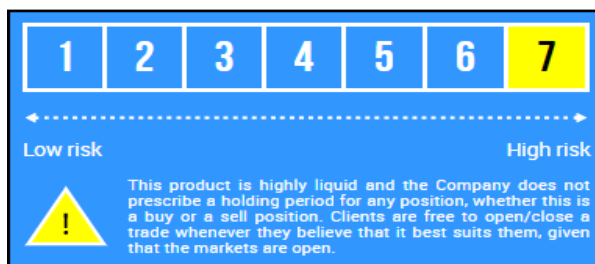 1 2 3 4 5 6 7
Low risk High risk
This product is highly liquid and the Company does not
prescribe a holding period for any position, whether this is
a buy or a sell position. Clients are free to open/close a
trade whenever they believe that it best suits them, given
that the markets are open.
!